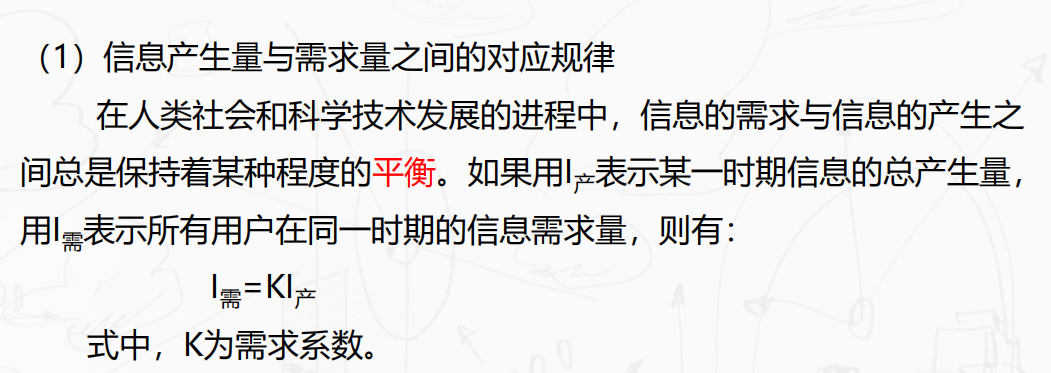 （1）信息产生量与需求量之间的对应规律
在人类社会和科学技术发展的进程中，信息的需求与信息的产生之
间总是保持着某种程度的平衡。如果用I产表示某一时期信息的总产生量，
用I需表示所有用户在同一时期的信息需求量，则有：
I需=KI产
式中，K为需求系数。